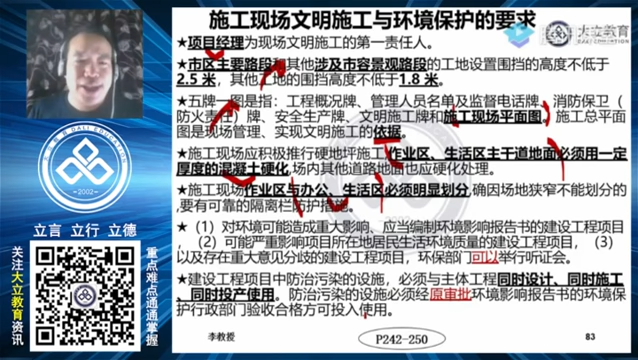 施工现场文明施工与环境保护的要求
大立教育
★项目经理为现场文明施工的第一责任人。
★市区主要路段和其他涉及市容景观路段的工地设置围挡的高度不低于
2.5 米，其他工地的围挡高度不低于1.8 米。
★五牌一图是指：工程概况牌、管理人员名单及监督电话牌、消防保卫（
防火责任）牌、安全生产牌、文明施工牌和施工现场平面图。施工总平面
图是现场管理、实现文明施工的依据。
★施工现场应积极推行硬地坪施工，作业区、生活区主干道地面必须用一定
厚度的混凝土硬化，场内其他道路地面也应硬化处理。
★施工现场作业区与办公、生活区必须明显划分，确因场地狭窄不能划分的
,要有可靠的隔离栏防护措施。
★（1）对环境可能造成重大影响、应当编制环境影响报告书的建设工程项目
，（2）可能严重影响项目所在地居民生活环境质量的建设工程项目，（3）
以及存在重大意见分歧的建设工程项目，环保部门可以举行听证会。
★建设工程项目中防治污染的设施，必须与主体工程同时设计、同时施工
、同时投产使用。防治污染的设施必须经原审批环境影响报告书的环境保
护行政部门验收合格方可投入使用。
李教授
P242-250
83
DALI EDUCATION
2002
立言 立行 立德
关注大立教育资讯
重点难点通通掌握